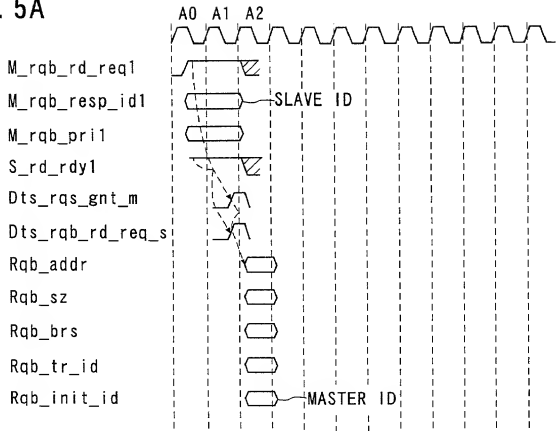 . 5A
A0 A1 A2
M_rqb_rd_req1
M_rqb_resp_id1
SLAVE ID
M_rqb_pri1
S_rd_rdy1
Dts_rqs_gnt_m
Dts_rqb_rd_req_s
Rqb_addr
Rqb_sz
Rqb_brs
Rqb_tr_id
Rqb_init_id
MASTER ID